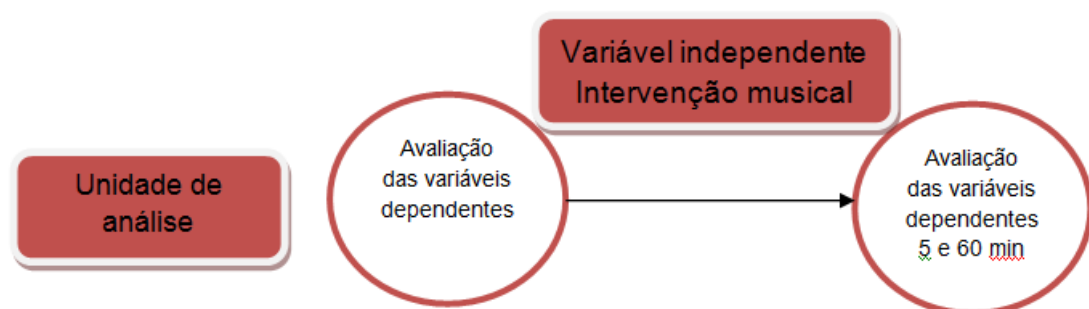 Variável independente
Intervenção musical
Unidade de
análise
Avaliação
das variáveis
dependentes
Avaliação
das variáveis
dependentes
5 e 60 min